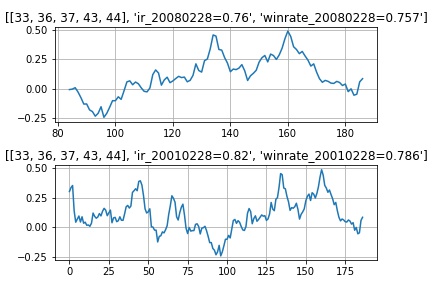 [[33, 36, 37, 43, 44], 'ir_20080228=0.76', 'winrate_20080228=0.757']
0.50
0.25
0.00
−0.25
80 100 120 140 160 180
[[33, 36, 37, 43, 44], 'ir_20010228=0.82', 'winrate_20010228=0.786']
0.50
0.25
0.00
−0.25
0 25 50 75 100 125 150 175